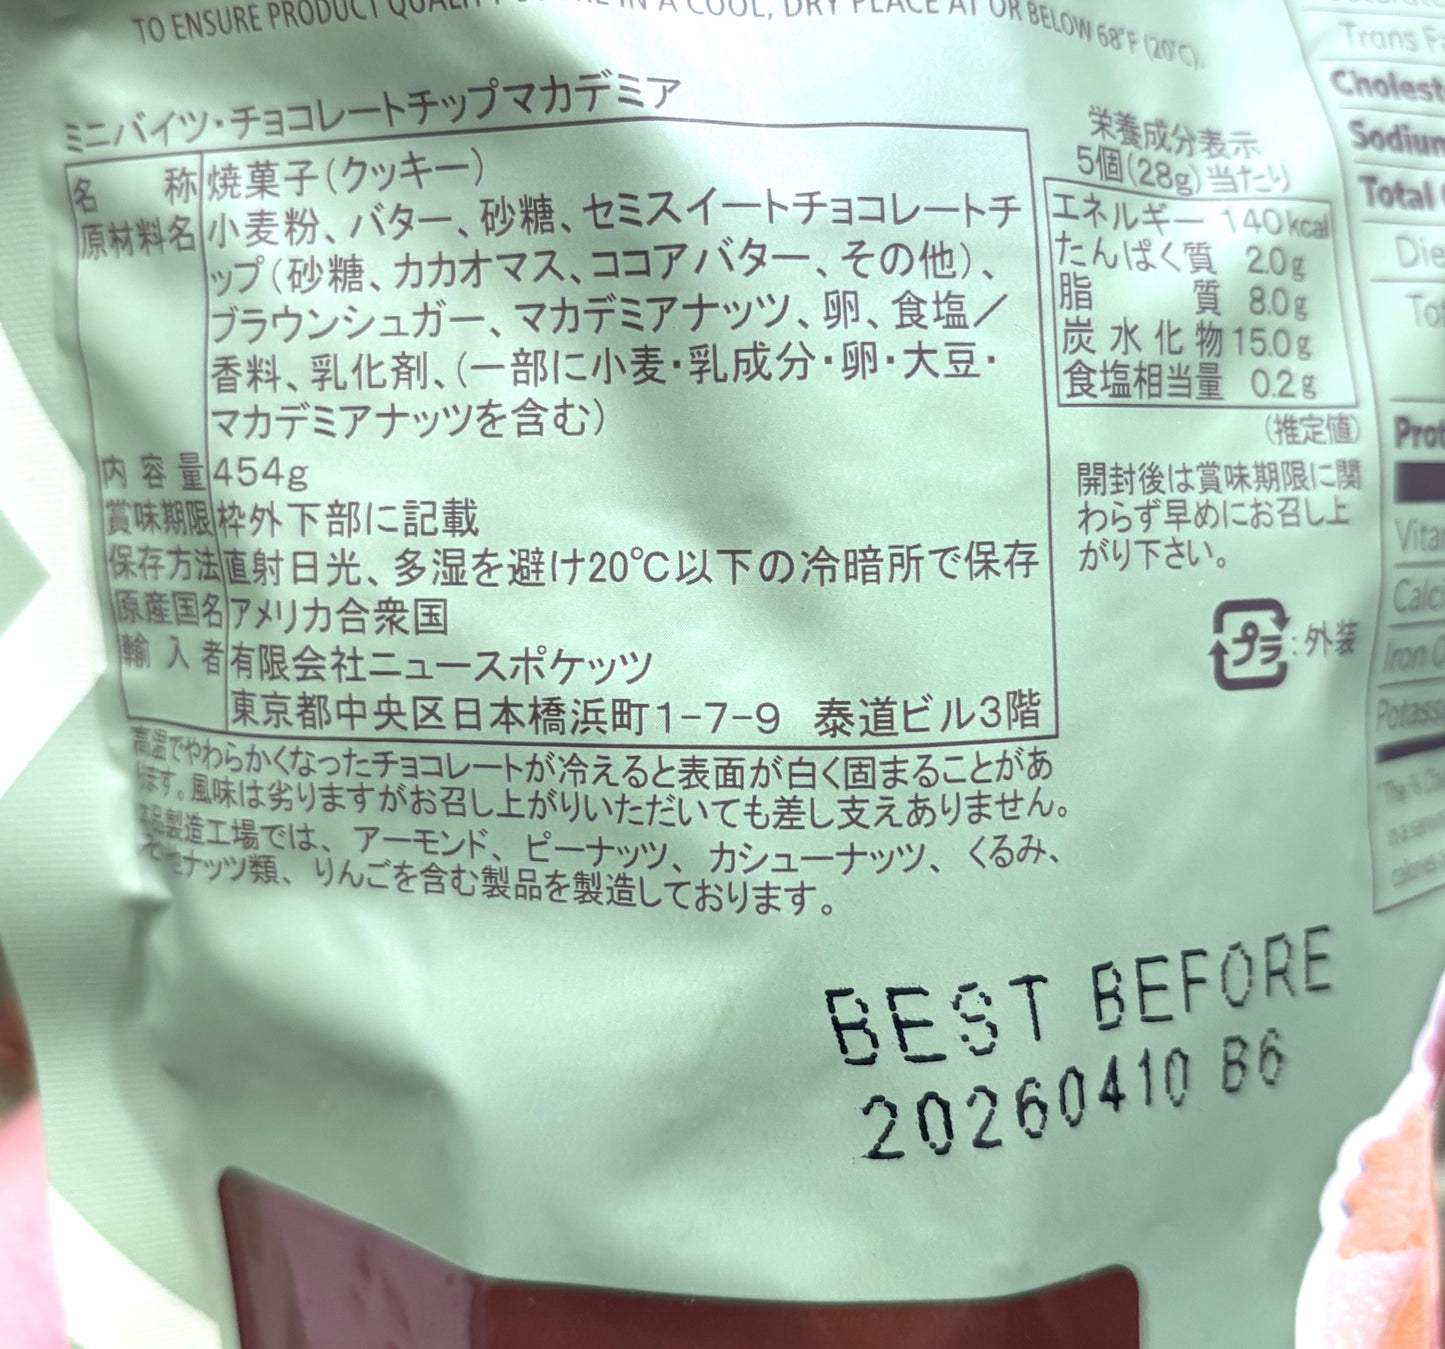 TO ENSURE PRODUCT IN A COOL, DRY PLACE AT OR BELOW 68°F (20°C).
ミニバイツ・チョコレートチップマカデミア
名 称 焼菓子(クッキー)
原材料名 小麦粉、バター、砂糖、セミスイートチョコレートチ
ップ(砂糖、カカオマス、ココアバター、その他)、
ブラウンシュガー、マカデミアナッツ、卵、食塩/
香料、乳化剤、(一部に小麦・乳成分・卵・大豆・
マカデミアナッツを含む)
内容量 454g
賞味期限 枠外下部に記載
保存方法 直射日光、多湿を避け20℃以下の冷暗所で保存
原産国名 アメリカ合衆国
輸入者 有限会社ニュースポケッツ
東京都中央区日本橋浜町1-7-9 泰道ビル3階
高温でやわらかくなったチョコレートが冷えると表面が白く固まることがあ
ります。風味は劣りますがお召し上がりいただいても差し支えありません。
製造工場では、アーモンド、ピーナッツ、カシューナッツ、くるみ、
その他ナッツ類、りんごを含む製品を製造しております。
栄養成分表示
5個(28g)当たり
エネルギー 140kcal
たんぱく質 2.0g
脂質 8.0g
炭水化物 15.0g
食塩相当量 0.2g
(推定値)
開封後は賞味期限に関
わらず早めにお召し上
がり下さい。
プラ:外装
Trans
Total
BEST BEFORE
20260410 B6